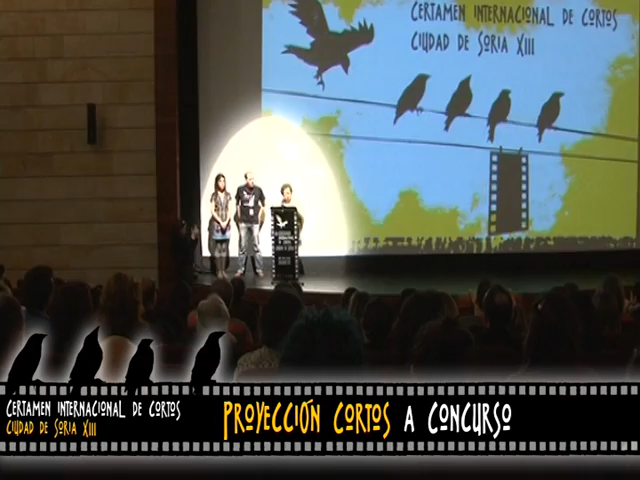 CERTAMEN INTERNACIONAL DE CORTOS
CIUDAD DE SORIA XIII
CERTAMEN INTERNACIONAL DE CORTOS
CIUDAD DE SORIA XIII
PROYECCIÓN CORTOS A CONCURSO